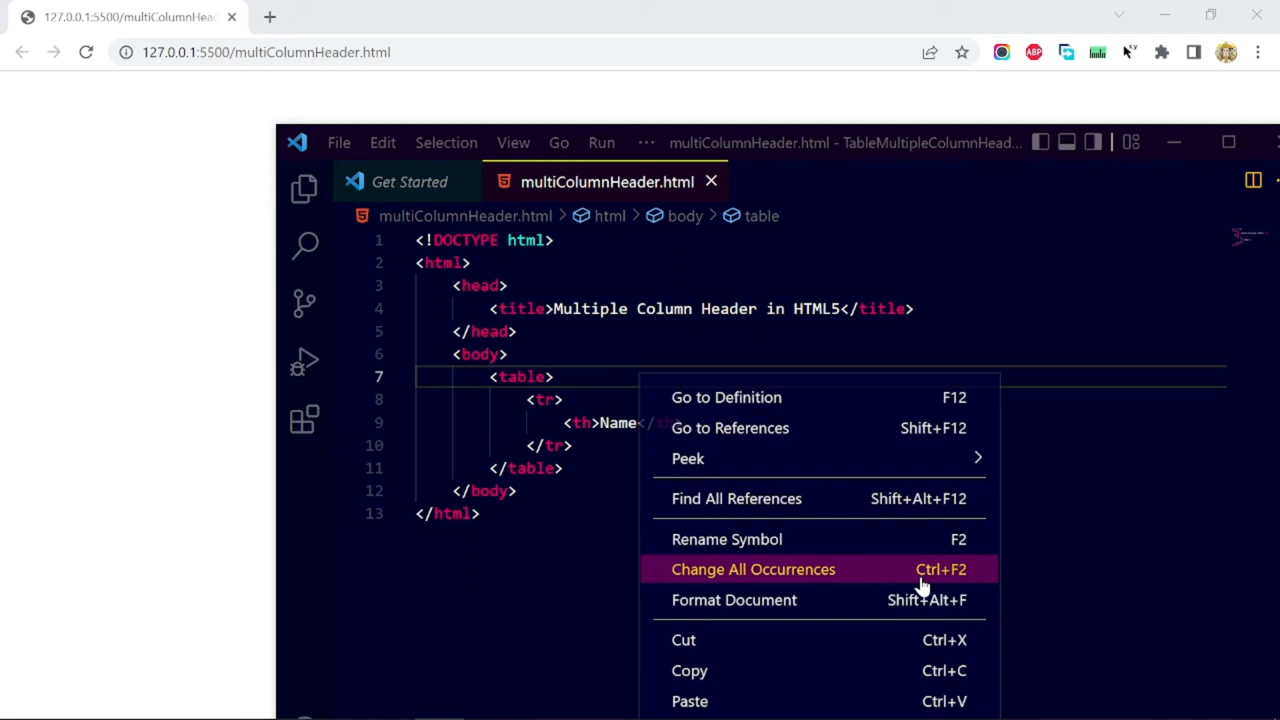 127.0.0.1:5500/multiColumnHead
127.0.0.1:5500/multiColumnHeader.html
ABP
File Edit Selection View Go Run ··· multiColumnHeader.html - TableMultipleColumnHead...
Get Started multiColumnHeader.html
multiColumnHeader.html > html > body > table
1 <!DOCTYPE html>
2 <html>
3 <head>
4 <title>Multiple Column Header in HTML5</title>
5 </head>
6 <body>
7 <table>
8 <tr>
9 <th>Name</th>
10 </tr>
11 </table>
12 </body>
13 </html>
Go to Definition F12
Go to References Shift+F12
Peek
Find All References Shift+Alt+F12
Rename Symbol F2
Change All Occurrences Ctrl+F2
Format Document Shift+Alt+F
Cut Ctrl+X
Copy Ctrl+C
Paste Ctrl+V